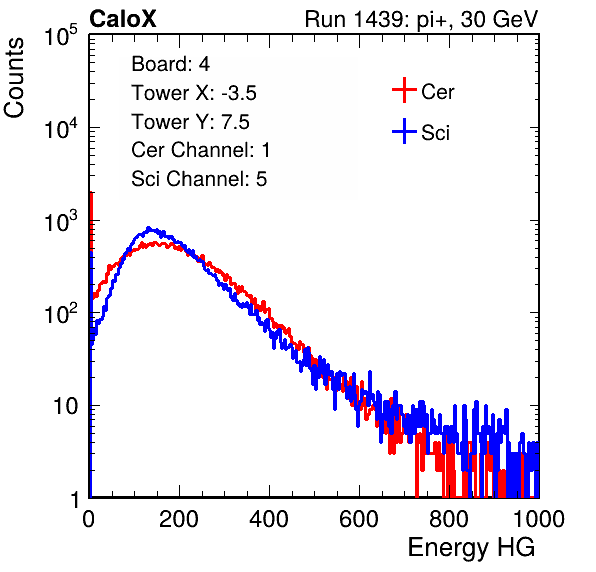 CaloX Run 1439: pi+, 30 GeV
Counts
Board: 4
Tower X: -3.5
Tower Y: 7.5
Cer Channel: 1
Sci Channel: 5
Cer
Sci
10^5
10^4
10^3
10^2
10
1
0 200 400 600 800 1000
Energy HG